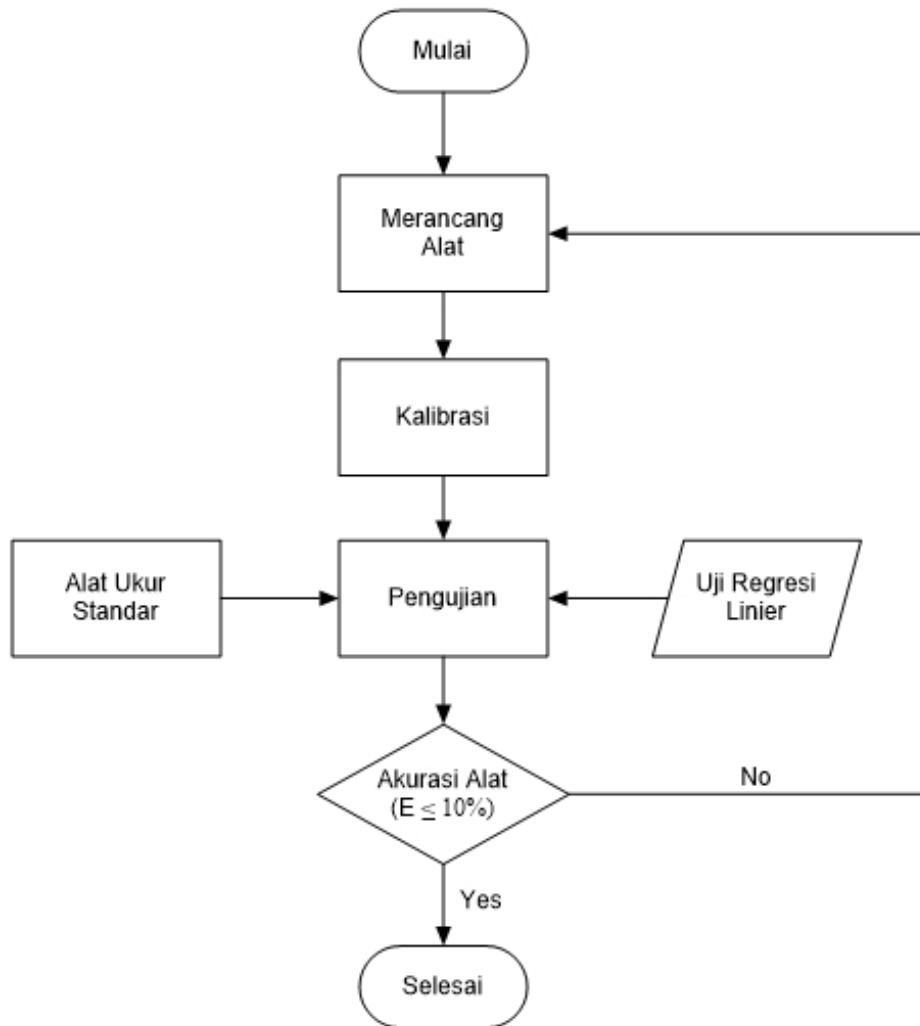 Mulai
Merancang
Alat
Kalibrasi
Alat Ukur
Standar
Pengujian
Uji Regresi
Linier
Akurasi Alat
(E ≤ 10%)
No
Yes
Selesai